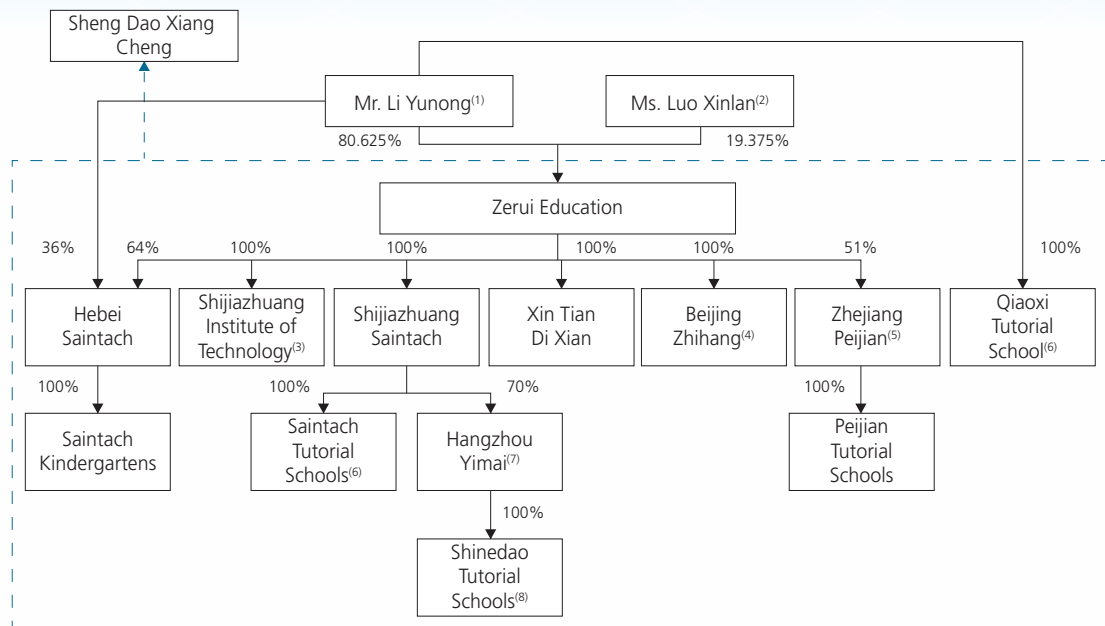 Sheng Dao Xiang
Cheng
Mr. Li Yunong(1)
Ms. Luo Xinlan(2)
80.625%
19.375%
Zerui Education
36%
64%
100%
100%
100%
100%
51%
100%
Hebei
Saintach
Shijiazhuang
Institute of
Technology(3)
Shijiazhuang
Saintach
Xin Tian
Di Xian
Beijing
Zhihang(4)
Zhejiang
Peijian(5)
Qiaoxi
Tutorial
School(6)
100%
100%
70%
100%
Saintach
Kindergartens
Saintach
Tutorial
Schools(6)
Hangzhou
Yimai(7)
Peijian
Tutorial
Schools
100%
Shinedao
Tutorial
Schools(8)